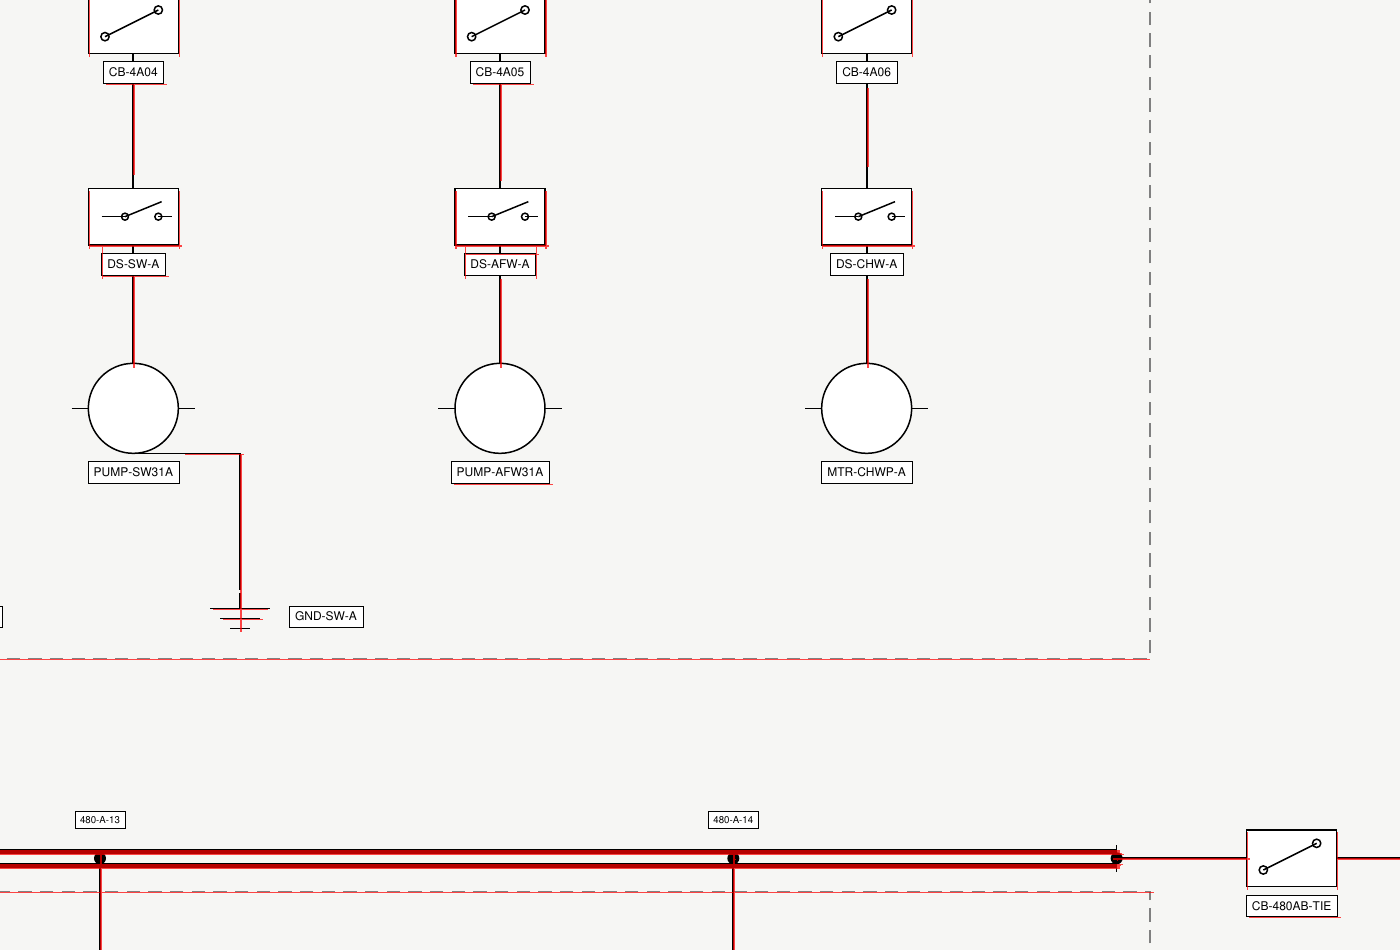 CB-4A04
CB-4A05
CB-4A06
DS-SW-A
DS-AFW-A
DS-CHW-A
PUMP-SW31A
PUMP-AFW31A
MTR-CHWP-A
GND-SW-A
480-A-13
480-A-14
CB-480AB-TIE